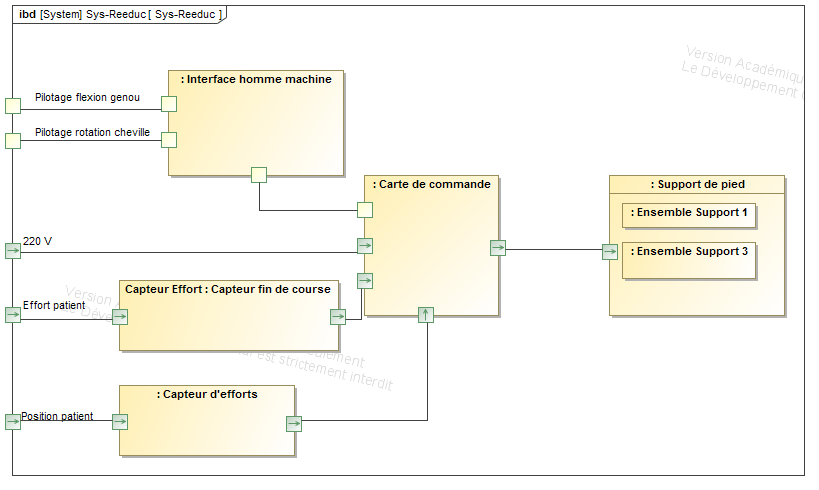 ibd [System] Sys-Reeduc [ Sys-Reeduc ]
Version Académiqu
Le Développement
: Interface homme machine
Pilotage flexion genou
Pilotage rotation cheville
: Carte de commande
: Support de pied
: Ensemble Support 1
: Ensemble Support 3
220 V
Capteur Effort : Capteur fin de course
Version
Effort patient
est strictement interdit
: Capteur d'efforts
Position patient